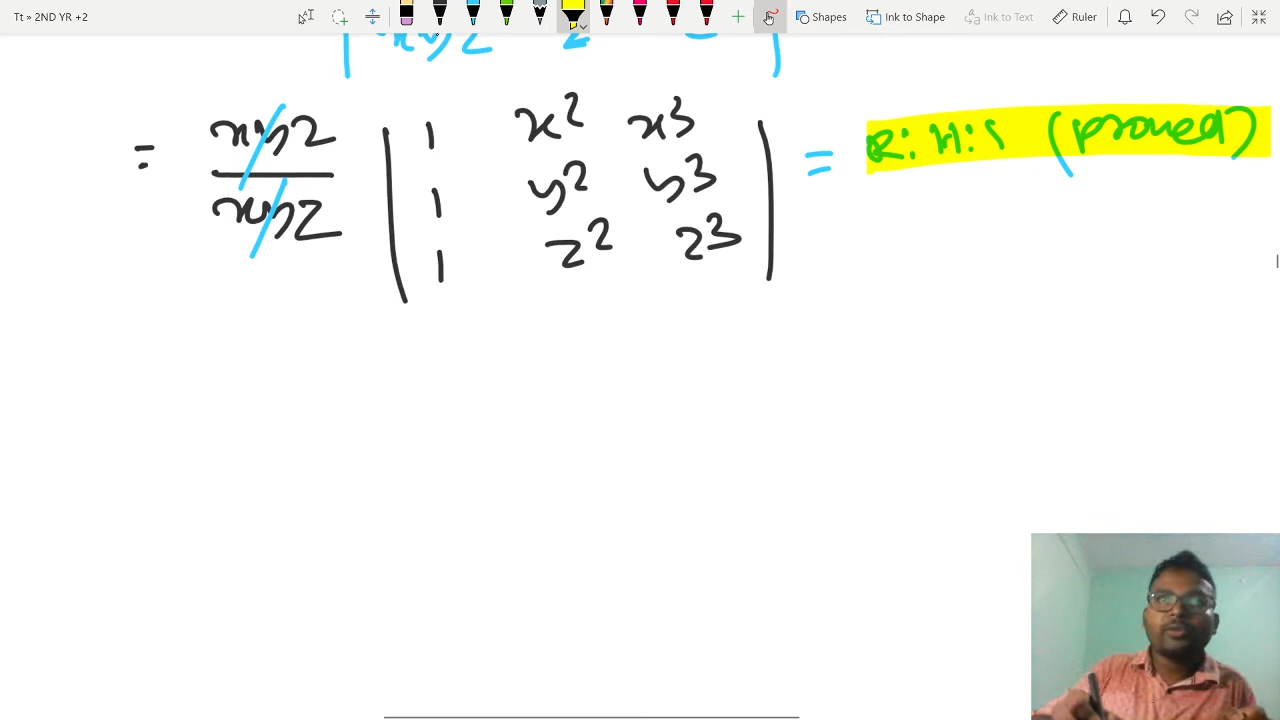 T: > 2ND YR +2 Shapes Ink to Shape Ink to Text Ruler
xyz z
= xyz / xyz | 1 x² x³ | = R.H.S (proved)
1 y² y³
1 z² z³